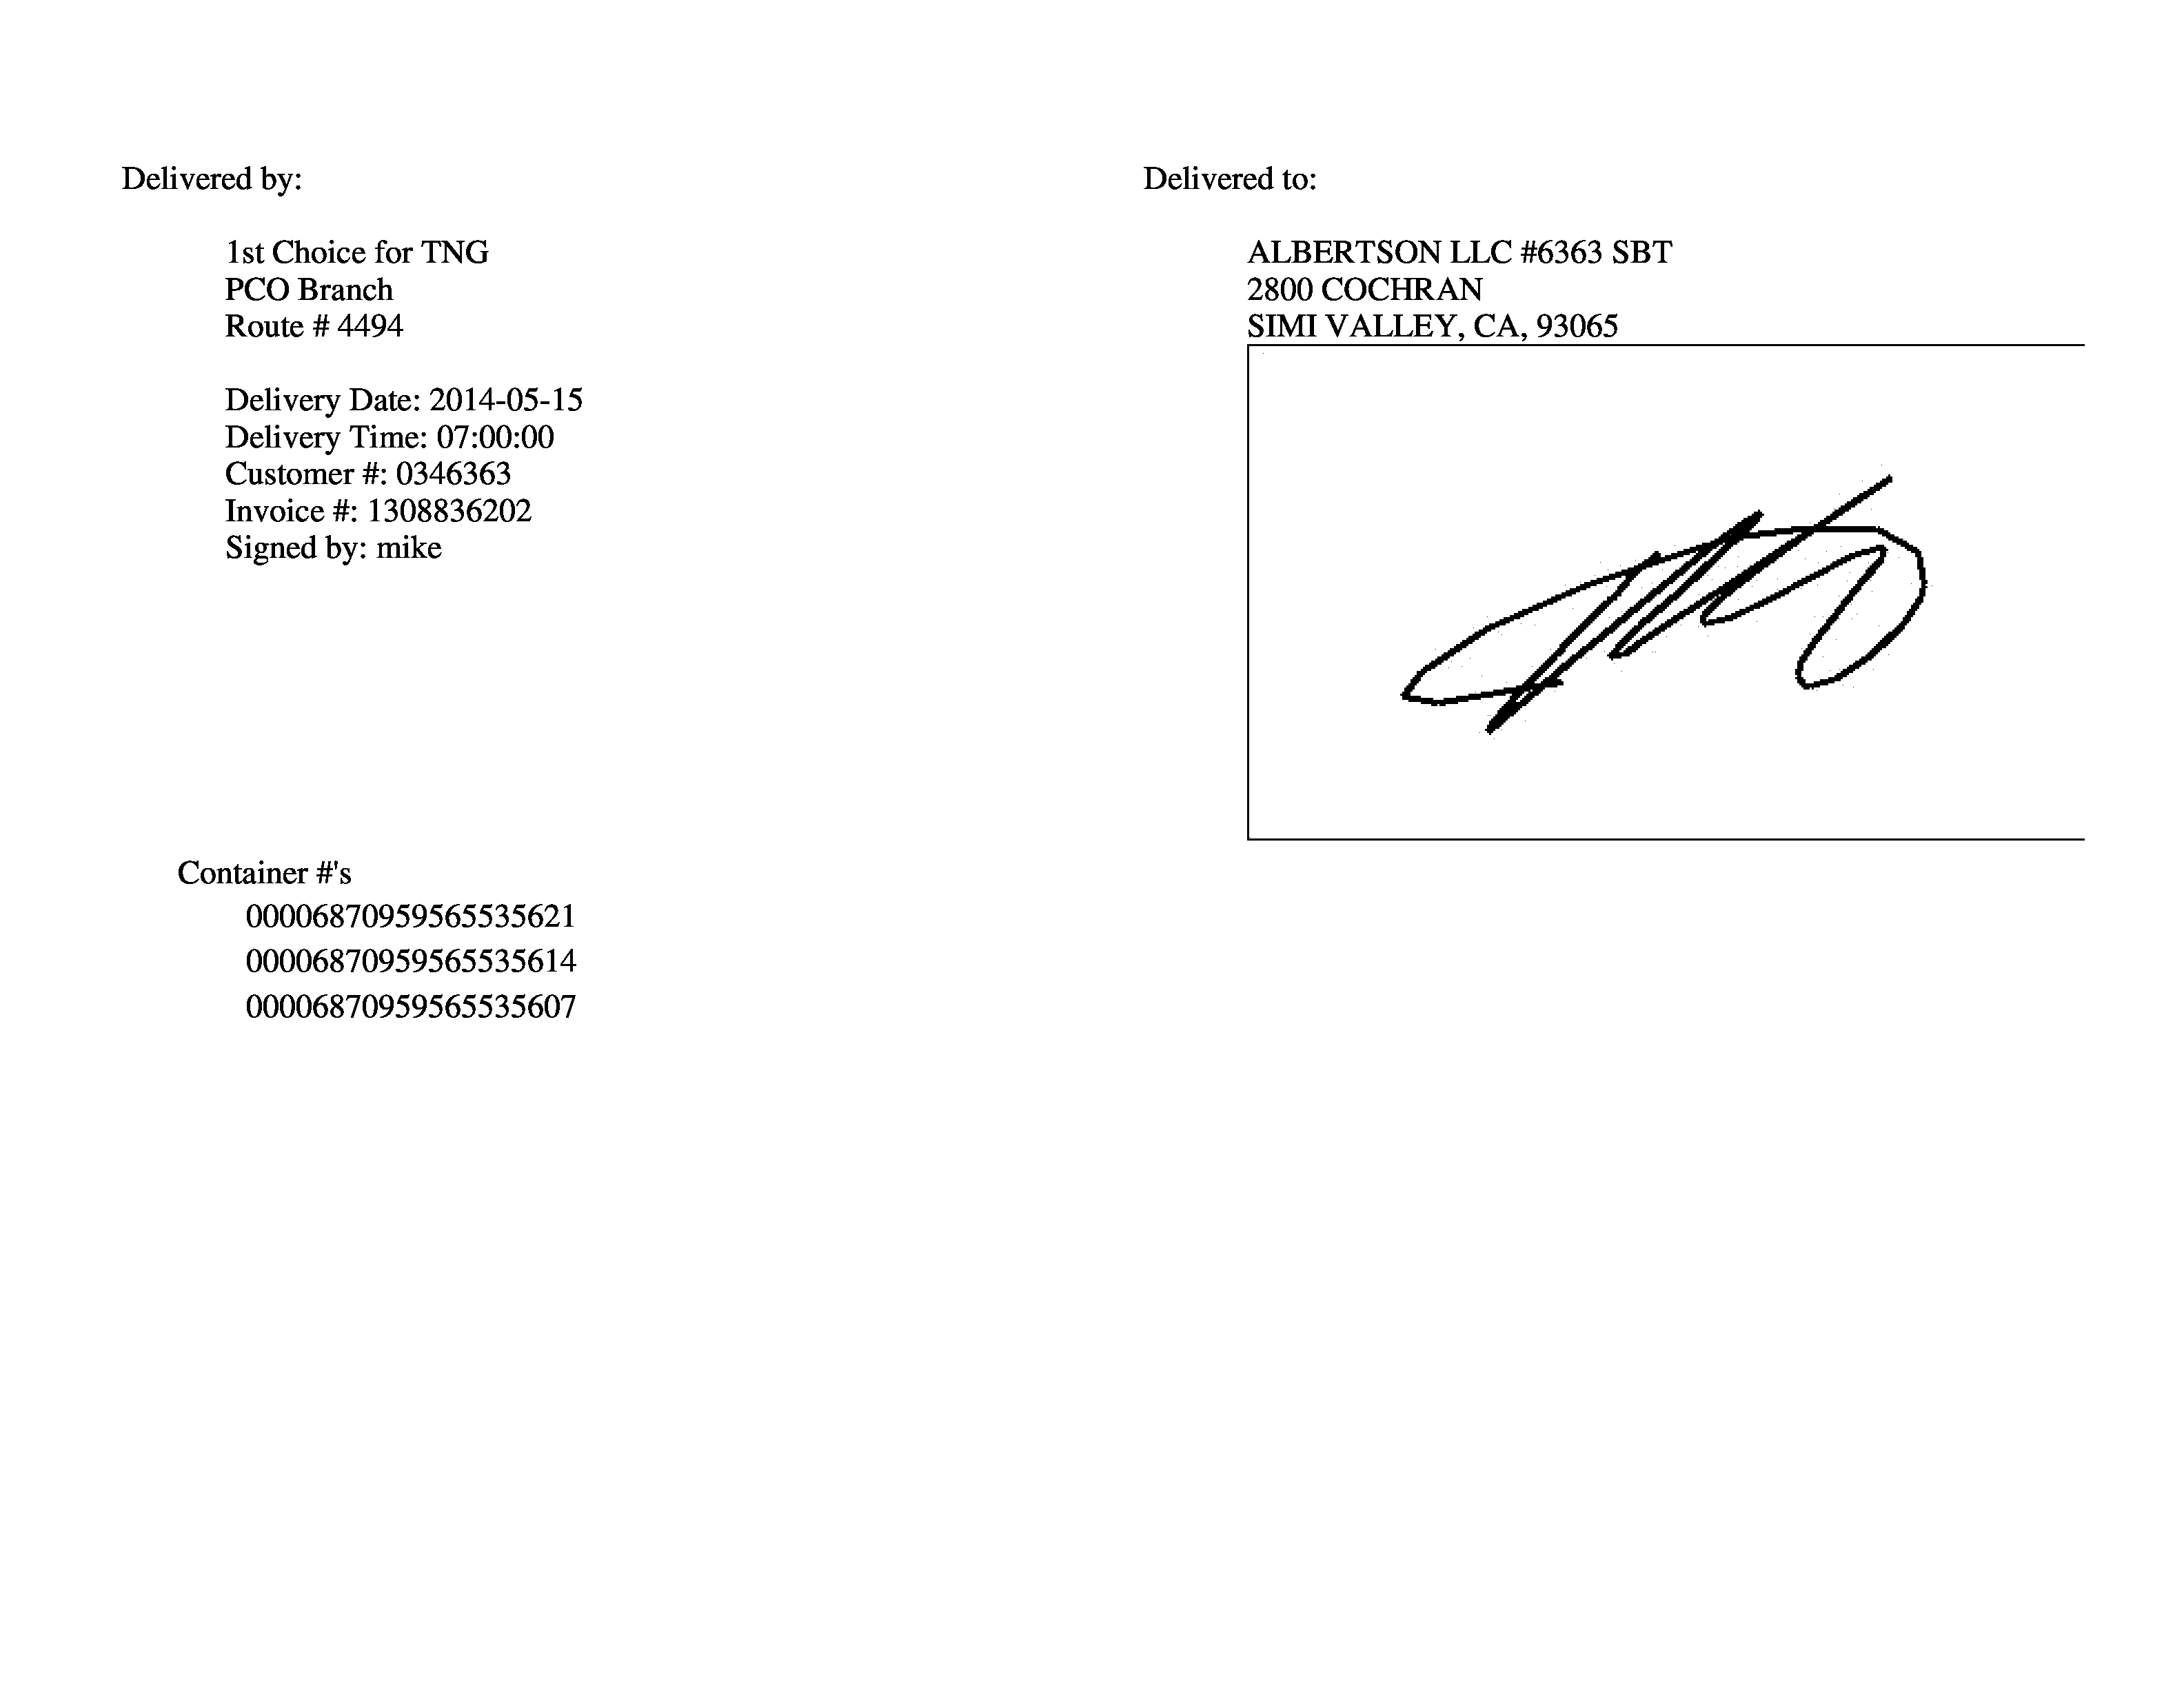 Delivered by:
1st Choice for TNG
PCO Branch
Route # 4494
Delivery Date: 2014-05-15
Delivery Time: 07:00:00
Customer #: 0346363
Invoice #: 1308836202
Signed by: mike
Delivered to:
ALBERTSON LLC #6363 SBT
2800 COCHRAN
SIMI VALLEY, CA, 93065
Container #'s
00006870959565535621
00006870959565535614
00006870959565535607